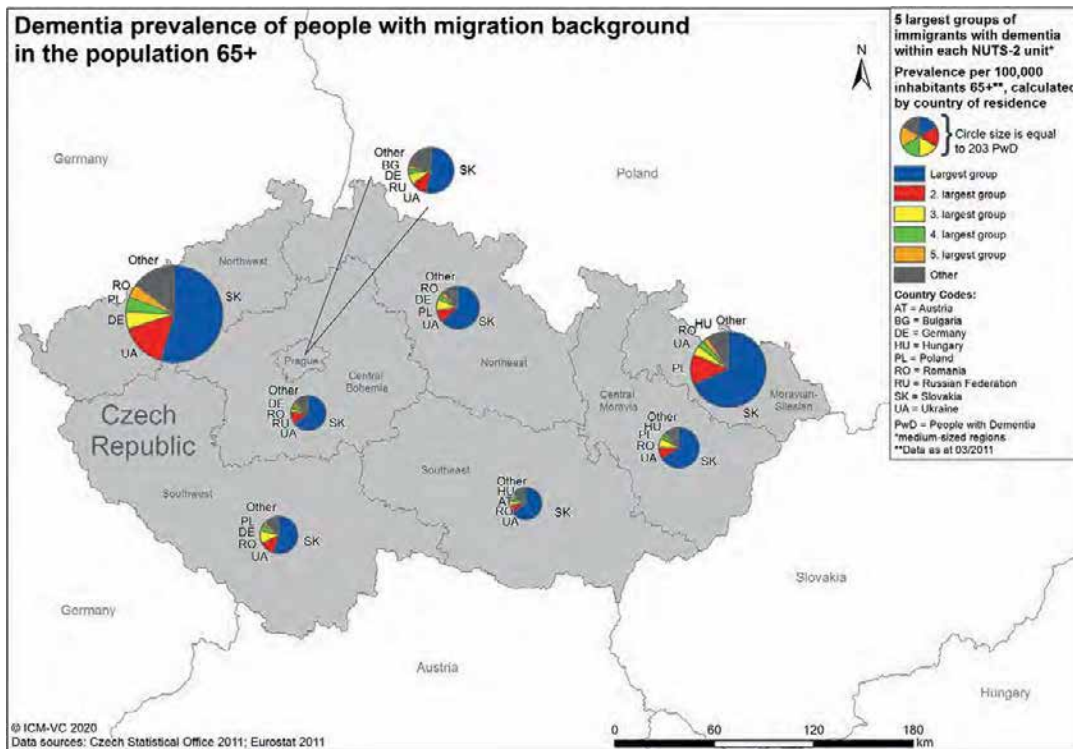 Dementia prevalence of people with migration background
in the population 65+
N
Germany
Poland
Other
BG
DE
RU
UA
SK
Northwest
Other
RO
PL
DE
UA
SK
Other
RO
DE
PL
UA
SK
Northeast
Prague
Central
Bohemia
Other
DE
RO
RU
UA
SK
Czech
Republic
HU
Other
RO
UA
PL
SK
Moravian-
Silesian
Central
Moravia
Other
HU
PL
RO
UA
SK
Southeast
Other
HU
AT
RO
UA
SK
Southwest
Other
PL
DE
RO
UA
SK
Slovakia
Germany
Austria
Hungary
© ICM-VC 2020
Data sources: Czech Statistical Office 2011; Eurostat 2011
0 60 120 180
km
5 largest groups of
immigrants with dementia
within each NUTS-2 unit*
Prevalence per 100,000
inhabitants 65+**, calculated
by country of residence
Circle size is equal
to 203 PwD
Largest group
2. largest group
3. largest group
4. largest group
5. largest group
Other
Country Codes:
AT = Austria
BG = Bulgaria
DE = Germany
HU = Hungary
PL = Poland
RO = Romania
RU = Russian Federation
SK = Slovakia
UA = Ukraine
PwD = People with Dementia
*medium-sized regions
**Data as at 03/2011